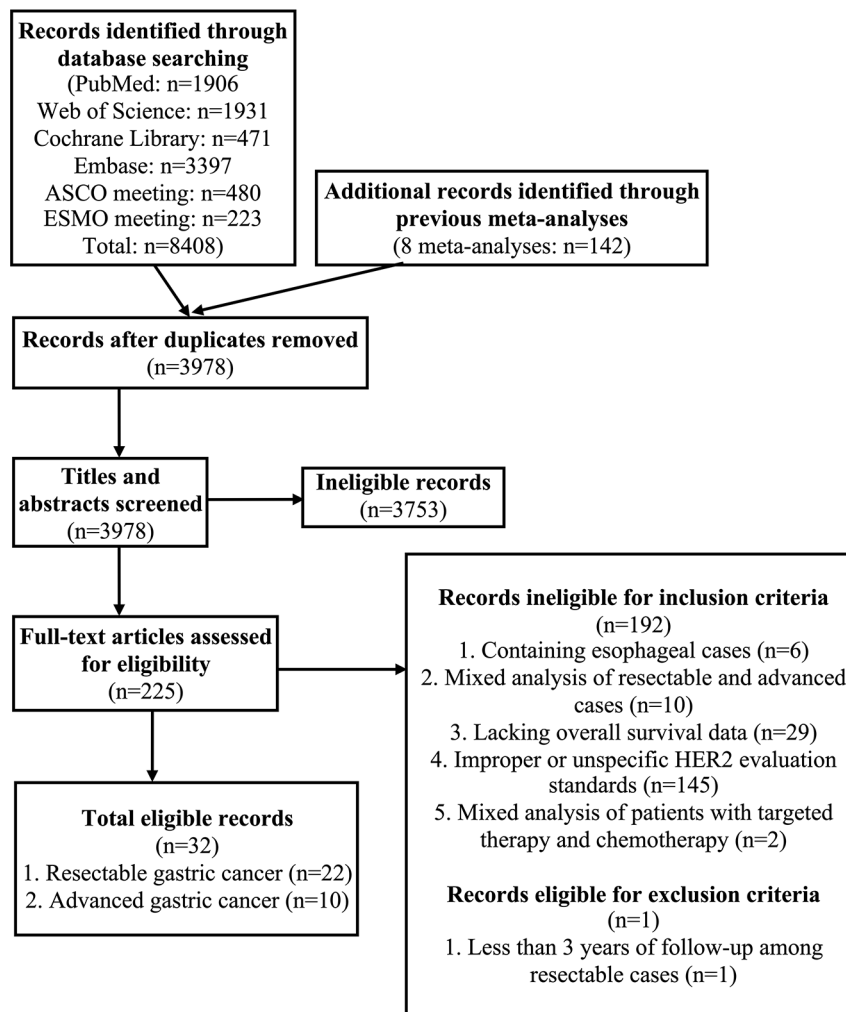 Records identified through
database searching
(PubMed: n=1906
Web of Science: n=1931
Cochrane Library: n=471
Embase: n=3397
ASCO meeting: n=480
ESMO meeting: n=223
Total: n=8408)
Additional records identified through
previous meta-analyses
(8 meta-analyses: n=142)
Records after duplicates removed
(n=3978)
Titles and
abstracts screened
(n=3978)
Ineligible records
(n=3753)
Full-text articles assessed
for eligibility
(n=225)
Records ineligible for inclusion criteria
(n=192)
1. Containing esophageal cases (n=6)
2. Mixed analysis of resectable and advanced
cases (n=10)
3. Lacking overall survival data (n=29)
4. Improper or unspecific HER2 evaluation
standards (n=145)
5. Mixed analysis of patients with targeted
therapy and chemotherapy (n=2)
Records eligible for exclusion criteria
(n=1)
1. Less than 3 years of follow-up among
resectable cases (n=1)
Total eligible records
(n=32)
1. Resectable gastric cancer (n=22)
2. Advanced gastric cancer (n=10)